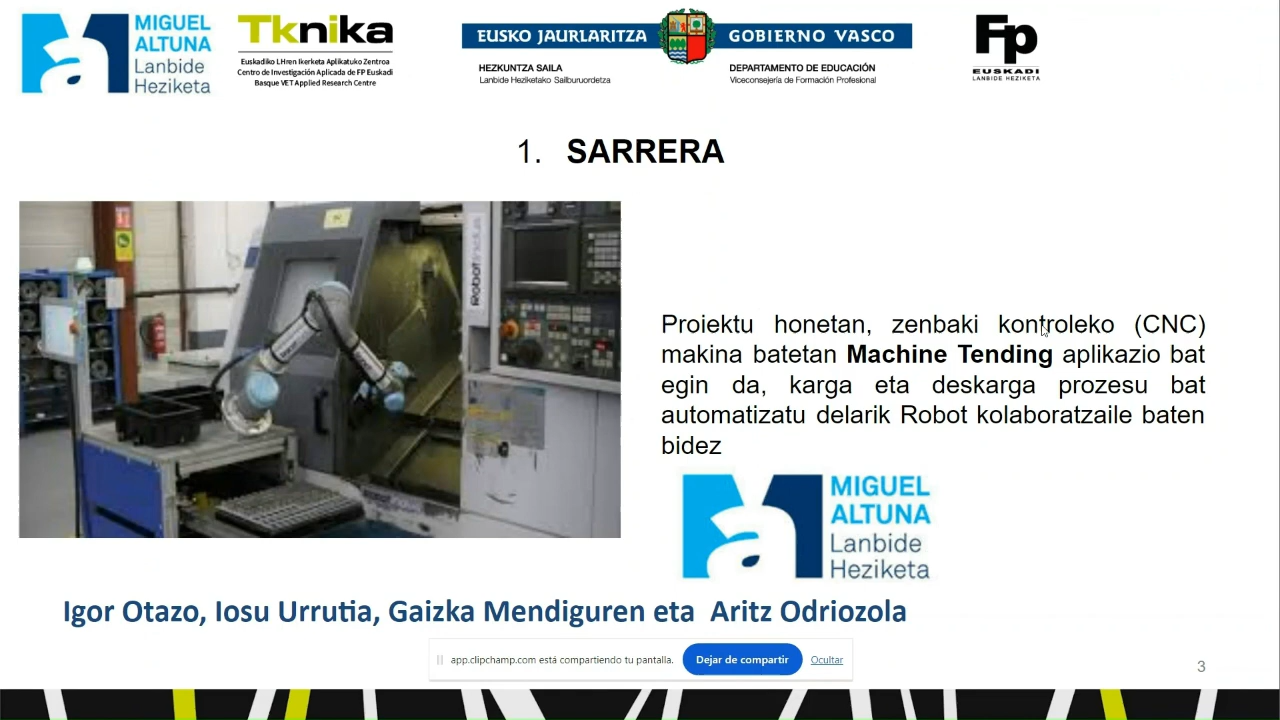 MIGUEL
ALTUNA
Lanbide
Heziketa
Tknika
Euskadiko LHren Ikerketa Aplikatuko Zentroa
Centro de Investigación Aplicada de FP Euskadi
Basque VET Applied Research Centre
EUSKO JAURLARITZA
GOBIERNO VASCO
HEZKUNTZA SAILA
Lanbide Heziketako Sailburuordetza
DEPARTAMENTO DE EDUCACIÓN
Viceconsejería de Formación Profesional
Fp
EUSKADI
LANBIDE HEZIKETA
1. SARRERA
Proiektu honetan, zenbaki kontroleko (CNC)
makina batetan Machine Tending aplikazio bat
egin da, karga eta deskarga prozesu bat
automatizatu delarik Robot kolaboratzaile baten
bidez
MIGUEL
ALTUNA
Lanbide
Heziketa
Igor Otazo, Iosu Urrutia, Gaizka Mendiguren eta Aritz Odriozola
app.clipchamp.com está compartiendo tu pantalla.
Dejar de compartir
Ocultar
3